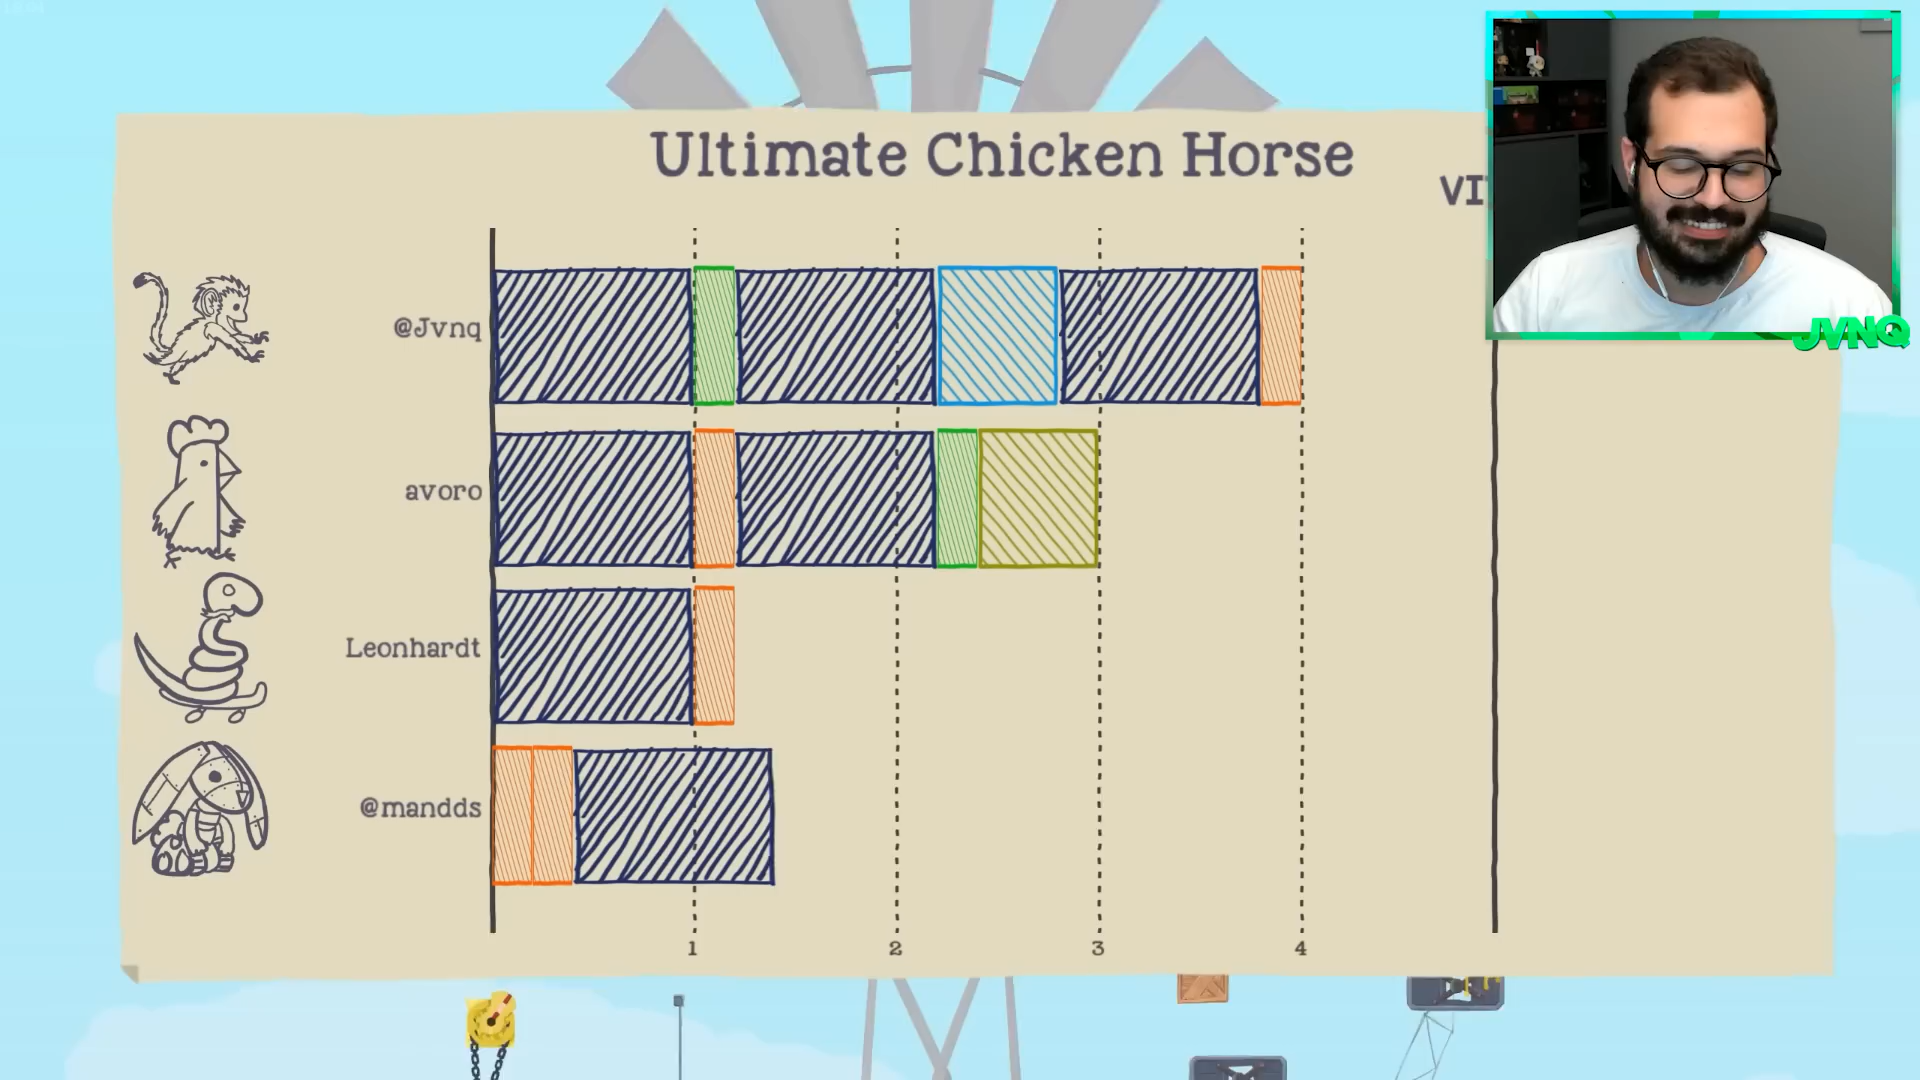 Ultimate Chicken Horse
VI
@Jvnq
JVNQ
avoro
Leonhardt
@mandds
1 2 3 4